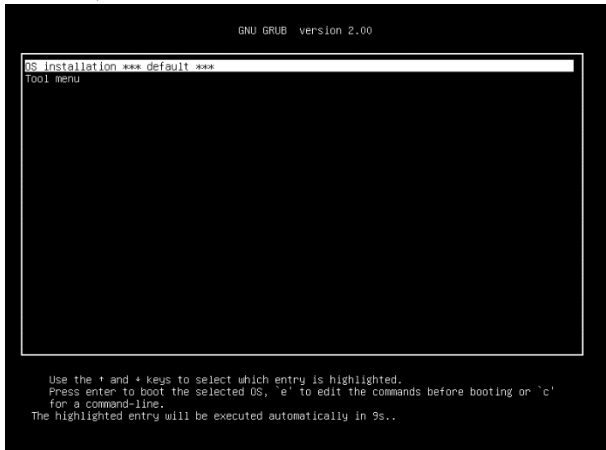 GNU GRUB version 2.00
OS installation *** default ***
Tool menu
Use the ↑ and ↓ keys to select which entry is highlighted.
Press enter to boot the selected OS, `e' to edit the commands before booting or `c'
for a command-line.
The highlighted entry will be executed automatically in 9s..